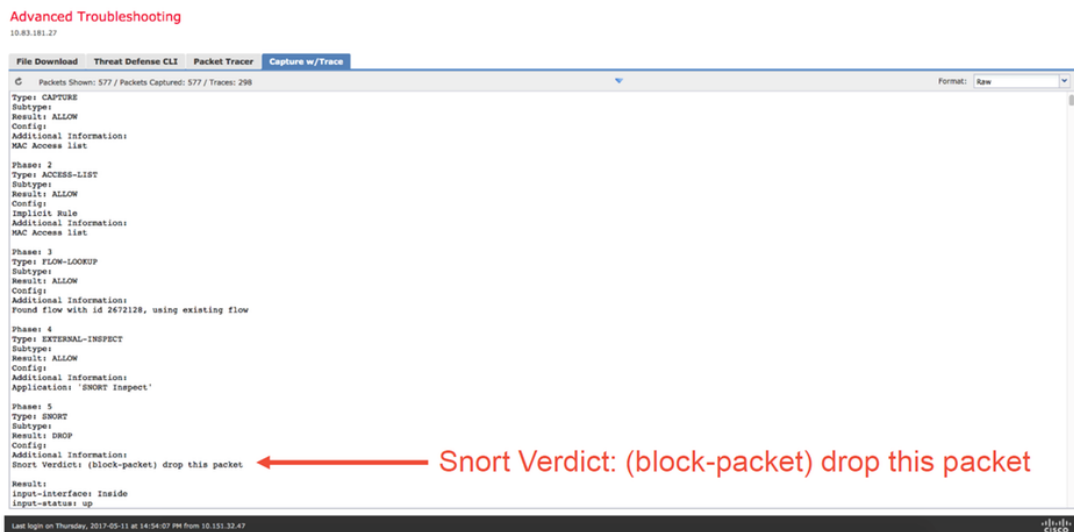 Advanced Troubleshooting
10.83.181.27
File Download Threat Defense CLI Packet Tracer Capture w/Trace
Packets Shown: 577 / Packets Captured: 577 / Traces: 298 Format: Raw
Type: CAPTURE
Subtype:
Result: ALLOW
Config:
Additional Information:
MAC Access list
Phase: 2
Type: ACCESS-LIST
Subtype:
Result: ALLOW
Config:
Implicit Rule
Additional Information:
MAC Access list
Phase: 3
Type: FLOW-LOOKUP
Subtype:
Result: ALLOW
Config:
Additional Information:
Found flow with id 2672128, using existing flow
Phase: 4
Type: EXTERNAL-INSPECT
Subtype:
Result: ALLOW
Config:
Additional Information:
Application: 'SNORT Inspect'
Phase: 5
Type: SNORT
Subtype:
Result: DROP
Config:
Additional Information:
Snort Verdict: (block-packet) drop this packet
Snort Verdict: (block-packet) drop this packet
Result:
input-interface: Inside
input-status: up
Last login on Thursday, 2017-05-11 at 14:54:07 PM from 10.151.32.47
CISCO